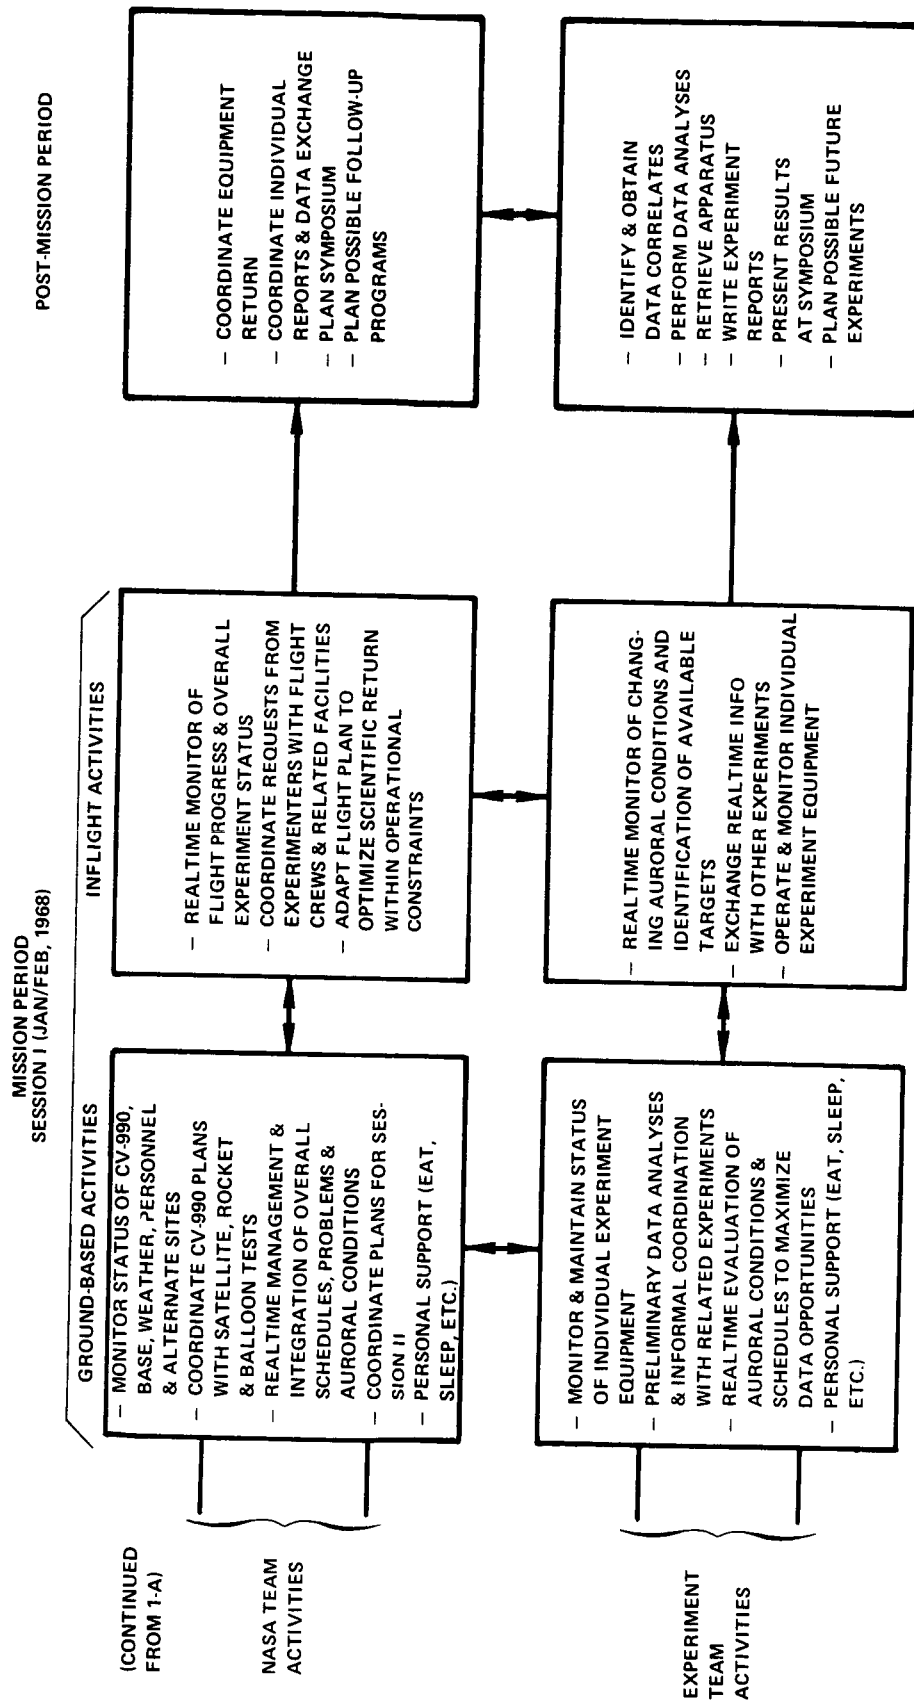 MISSION PERIOD
SESSION I (JAN/FEB, 1968)
POST-MISSION PERIOD
GROUND-BASED ACTIVITIES
INFLIGHT ACTIVITIES
(CONTINUED
FROM 1-A)
NASA TEAM
ACTIVITIES
– MONITOR STATUS OF CV-990,
BASE, WEATHER, PERSONNEL
& ALTERNATE SITES
– COORDINATE CV-990 PLANS
WITH SATELLITE, ROCKET
& BALLOON TESTS
– REALTIME MANAGEMENT &
INTEGRATION OF OVERALL
SCHEDULES, PROBLEMS &
AURORAL CONDITIONS
– COORDINATE PLANS FOR SES-
SION II
– PERSONAL SUPPORT (EAT,
SLEEP, ETC.)
– REALTIME MONITOR OF
FLIGHT PROGRESS & OVERALL
EXPERIMENT STATUS
– COORDINATE REQUESTS FROM
EXPERIMENTERS WITH FLIGHT
CREWS & RELATED FACILITIES
– ADAPT FLIGHT PLAN TO
OPTIMIZE SCIENTIFIC RETURN
WITHIN OPERATIONAL
CONSTRAINTS
– COORDINATE EQUIPMENT
RETURN
– COORDINATE INDIVIDUAL
REPORTS & DATA EXCHANGE
– PLAN SYMPOSIUM
– PLAN POSSIBLE FOLLOW-UP
PROGRAMS
EXPERIMENT
TEAM
ACTIVITIES
– MONITOR & MAINTAIN STATUS
OF INDIVIDUAL EXPERIMENT
EQUIPMENT
– PRELIMINARY DATA ANALYSES
& INFORMAL COORDINATION
WITH RELATED EXPERIMENTS
– REALTIME EVALUATION OF
AURORAL CONDITIONS &
SCHEDULES TO MAXIMIZE
DATA OPPORTUNITIES
– PERSONAL SUPPORT (EAT, SLEEP,
ETC.)
– REALTIME MONITOR OF CHANG-
ING AURORAL CONDITIONS AND
IDENTIFICATION OF AVAILABLE
TARGETS
– EXCHANGE REALTIME INFO
WITH OTHER EXPERIMENTS
– OPERATE & MONITOR INDIVIDUAL
EXPERIMENT EQUIPMENT
– IDENTIFY & OBTAIN
DATA CORRELATES
– PERFORM DATA ANALYSES
– RETRIEVE APPARATUS
– WRITE EXPERIMENT
REPORTS
– PRESENT RESULTS
AT SYMPOSIUM
– PLAN POSSIBLE FUTURE
EXPERIMENTS